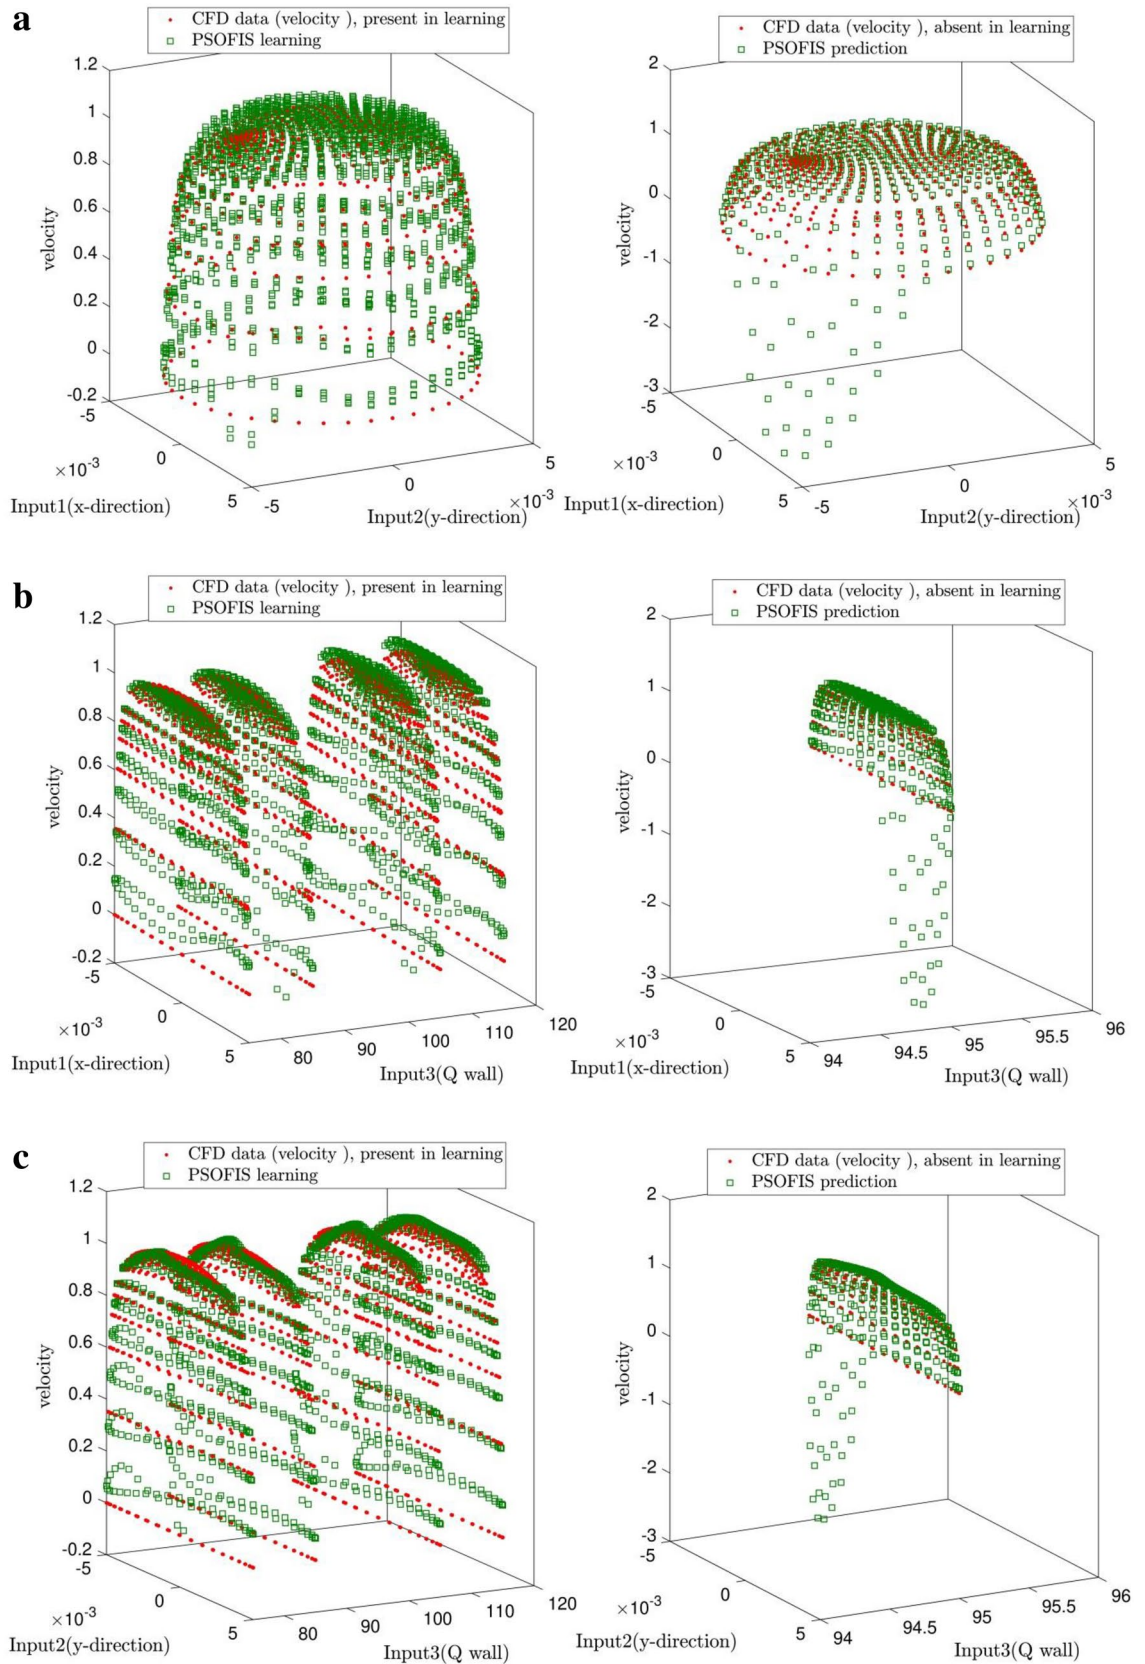 a
CFD data (velocity ), present in learning
PSOFIS learning
1.2
1
0.8
0.6
0.4
0.2
0
-0.2
velocity
-5
0
5
×10-3
Input1(x-direction)
-5
0
5
×10-3
Input2(y-direction)
CFD data (velocity ), absent in learning
PSOFIS prediction
2
1
0
-1
-2
-3
velocity
-5
0
5
×10-3
Input1(x-direction)
-5
0
5
×10-3
Input2(y-direction)
b
CFD data (velocity ), present in learning
PSOFIS learning
1.2
1
0.8
0.6
0.4
0.2
0
-0.2
velocity
-5
0
5
×10-3
Input1(x-direction)
80
90
100
110
120
Input3(Q wall)
CFD data (velocity ), absent in learning
PSOFIS prediction
2
1
0
-1
-2
-3
velocity
-5
0
5
×10-3
Input1(x-direction)
94
94.5
95
95.5
96
Input3(Q wall)
c
CFD data (velocity ), present in learning
PSOFIS learning
1.2
1
0.8
0.6
0.4
0.2
0
-0.2
velocity
-5
0
5
×10-3
Input2(y-direction)
80
90
100
110
120
Input3(Q wall)
CFD data (velocity ), absent in learning
PSOFIS prediction
2
1
0
-1
-2
-3
velocity
-5
0
5
×10-3
Input2(y-direction)
94
94.5
95
95.5
96
Input3(Q wall)